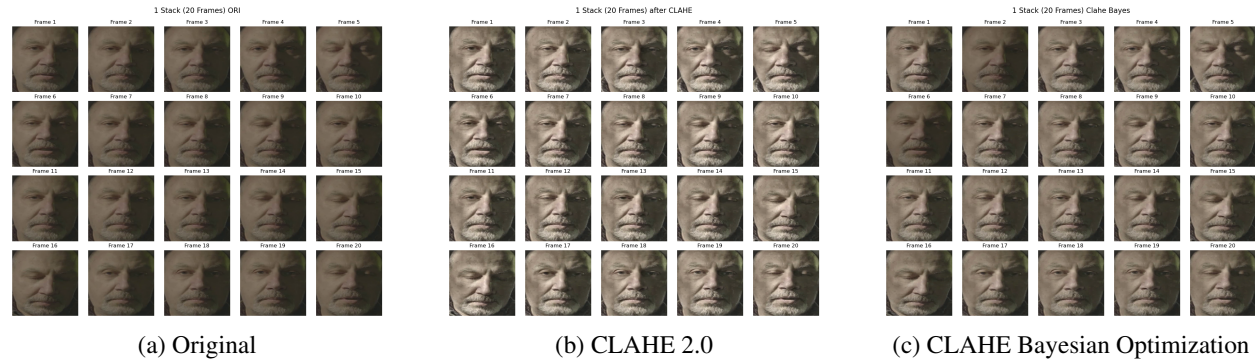 1 Stack (20 Frames) ORI
Frame 1 Frame 2 Frame 3 Frame 4 Frame 5
Frame 6 Frame 7 Frame 8 Frame 9 Frame 10
Frame 11 Frame 12 Frame 13 Frame 14 Frame 15
Frame 16 Frame 17 Frame 18 Frame 19 Frame 20
(a) Original
1 Stack (20 Frames) after CLAHE
Frame 1 Frame 2 Frame 3 Frame 4 Frame 5
Frame 6 Frame 7 Frame 8 Frame 9 Frame 10
Frame 11 Frame 12 Frame 13 Frame 14 Frame 15
Frame 16 Frame 17 Frame 18 Frame 19 Frame 20
(b) CLAHE 2.0
1 Stack (20 Frames) Clahe Bayes
Frame 1 Frame 2 Frame 3 Frame 4 Frame 5
Frame 6 Frame 7 Frame 8 Frame 9 Frame 10
Frame 11 Frame 12 Frame 13 Frame 14 Frame 15
Frame 16 Frame 17 Frame 18 Frame 19 Frame 20
(c) CLAHE Bayesian Optimization